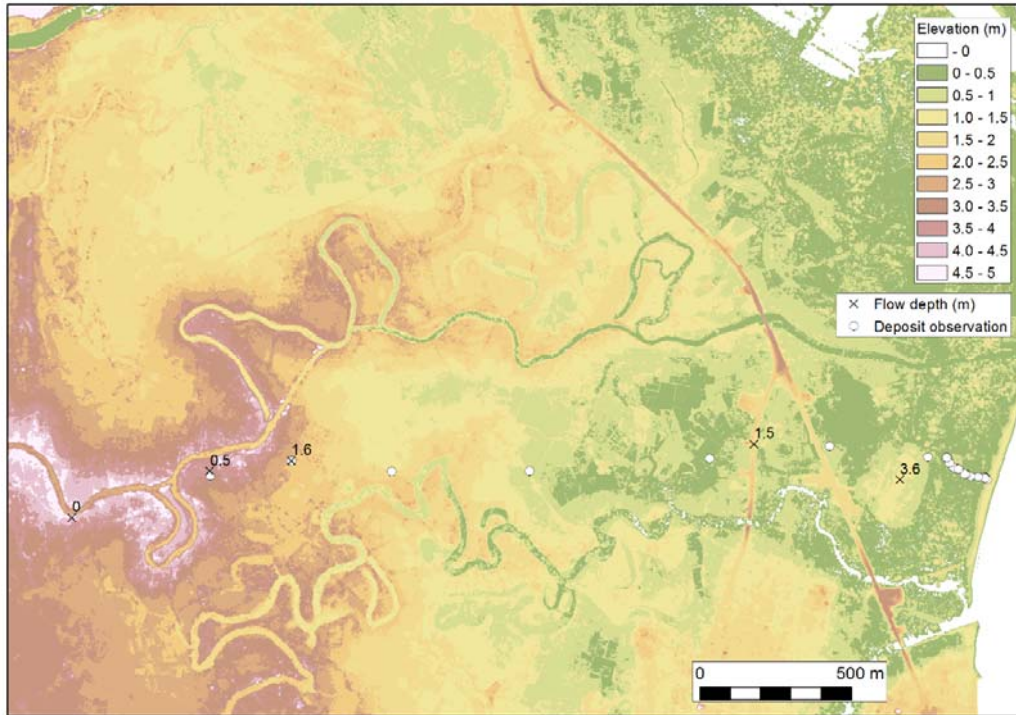 Elevation (m)
- 0
0 - 0.5
0.5 - 1
1.0 - 1.5
1.5 - 2
2.0 - 2.5
2.5 - 3
3.0 - 3.5
3.5 - 4
4.0 - 4.5
4.5 - 5
Flow depth (m)
Deposit observation
1.5
1.6
0.5
3.6
0
0
500 m